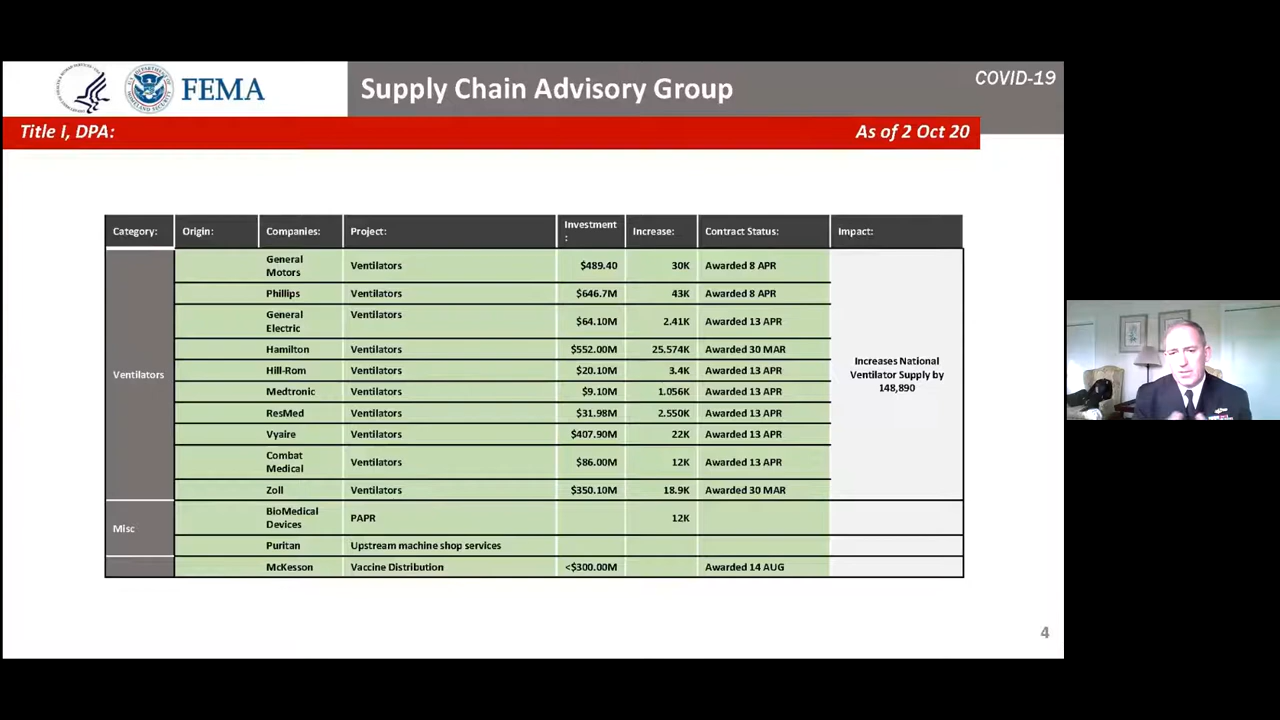 FEMA
Supply Chain Advisory Group
COVID-19
Title I, DPA:
As of 2 Oct 20
Category: Origin: Companies: Project: Investment : Increase: Contract Status: Impact:
Ventilators
General Motors Ventilators $489.40 30K Awarded 8 APR
Phillips Ventilators $646.7M 43K Awarded 8 APR
General Electric Ventilators $64.10M 2.41K Awarded 13 APR
Hamilton Ventilators $552.00M 25.574K Awarded 30 MAR
Hill-Rom Ventilators $20.10M 3.4K Awarded 13 APR
Medtronic Ventilators $9.10M 1.056K Awarded 13 APR
ResMed Ventilators $31.98M 2.550K Awarded 13 APR
Vyaire Ventilators $407.90M 22K Awarded 13 APR
Combat Medical Ventilators $86.00M 12K Awarded 13 APR
Zoll Ventilators $350.10M 18.9K Awarded 30 MAR
Increases National
Ventilator Supply by
148,890
Misc
BioMedical Devices PAPR 12K
Puritan Upstream machine shop services
McKesson Vaccine Distribution <$300.00M Awarded 14 AUG
4